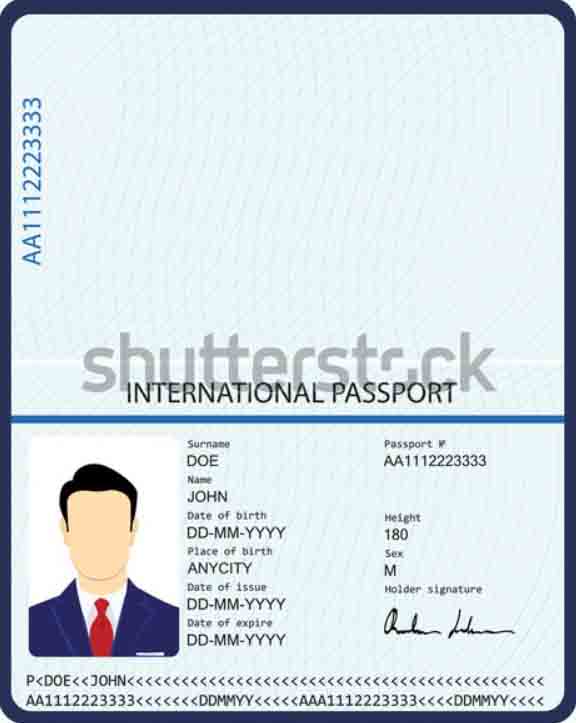 AA1112223333
shutterstock
INTERNATIONAL PASSPORT
Surname
DOE
Name
JOHN
Date of birth
DD-MM-YYYY
Place of birth
ANYCITY
Date of issue
DD-MM-YYYY
Date of expire
DD-MM-YYYY
Passport №
AA1112223333
Height
180
Sex
M
Holder signature
P<DOE<<JOHN<<<<<<<<<<<<<<<<<<<<<<<<<<<<<<<<<<<<<<<<<<<<<
AA1112223333<<<<<<<DDMMYY<<<<<AAA1112223333<<<<DDMMYY<<<<